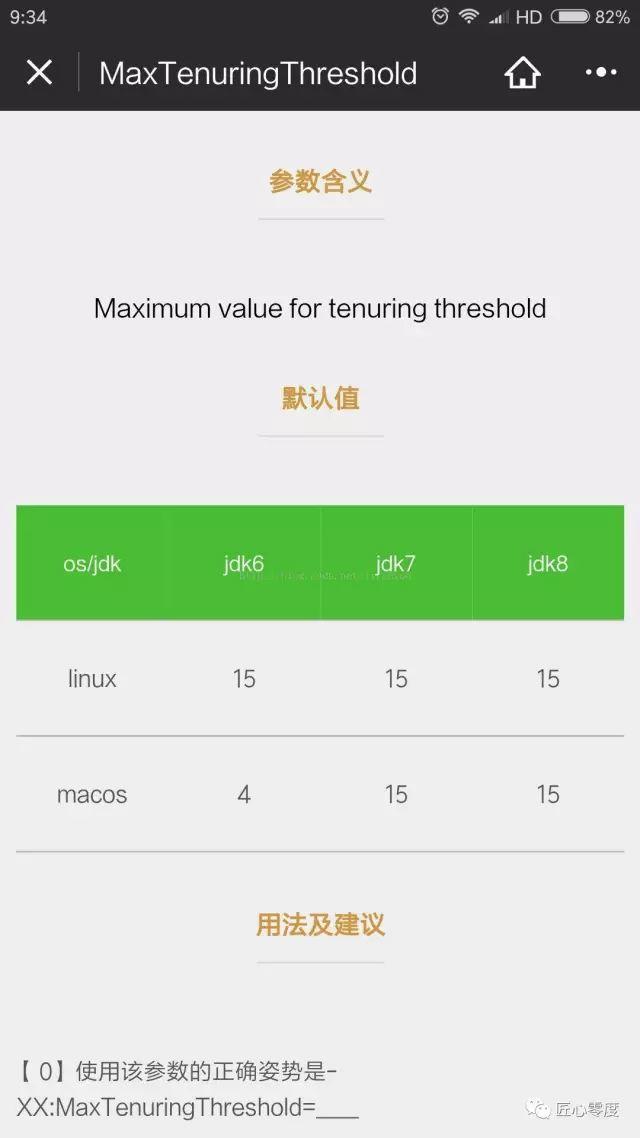 9:34 HD 82%
MaxTenuringThreshold
参数含义
Maximum value for tenuring threshold
默认值
os/jdk jdk6 jdk7 jdk8
linux 15 15 15
macos 4 15 15
用法及建议
【 0】使用该参数的正确姿势是-
XX:MaxTenuringThreshold=____
匠心零度